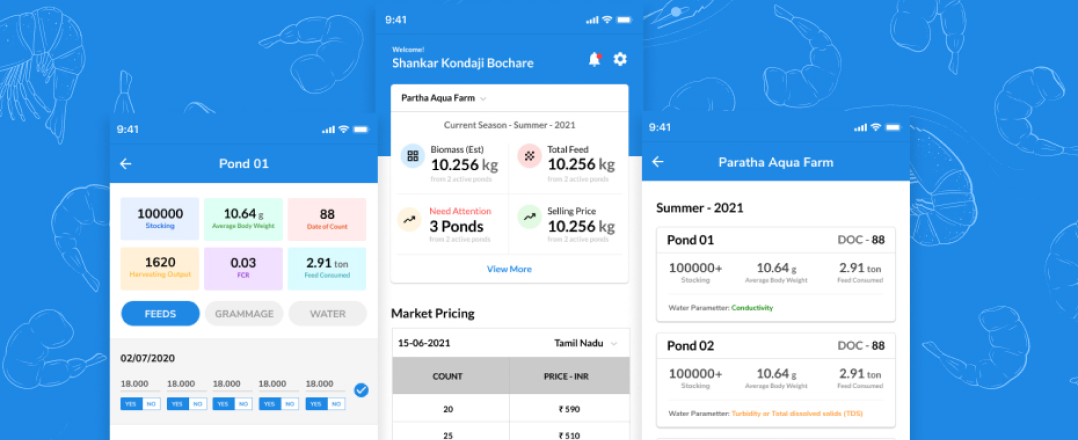 9:41
Pond 01
100000
Stocking
10.64 g
Average Body Weight
88
Date of Count
1620
Harvesting Output
0.03
FCR
2.91 ton
Feed Consumed
FEEDS
GRAMMAGE
WATER
02/07/2020
18.000 18.000 18.000 18.000 18.000
YES NO YES NO YES NO YES NO YES NO
9:41
Welcome!
Shankar Kondaji Bochare
Partha Aqua Farm
Current Season - Summer - 2021
Biomass (Est)
10.256 kg
from 2 active ponds
Total Feed
10.256 kg
from 2 active ponds
Need Attention
3 Ponds
from 2 active ponds
Selling Price
10.256 kg
from 2 active ponds
View More
Market Pricing
15-06-2021 Tamil Nadu
COUNT PRICE - INR
20 ₹ 590
25 ₹ 510
9:41
Paratha Aqua Farm
Summer - 2021
Pond 01 DOC - 88
100000+ 10.64 g 2.91 ton
Stocking Average Body Weight Feed Consumed
Water Parametter: Conductivity
Pond 02 DOC - 88
100000+ 10.64 g 2.91 ton
Stocking Average Body Weight Feed Consumed
Water Parametter: Turbidity or Total dissolved solids (TDS)